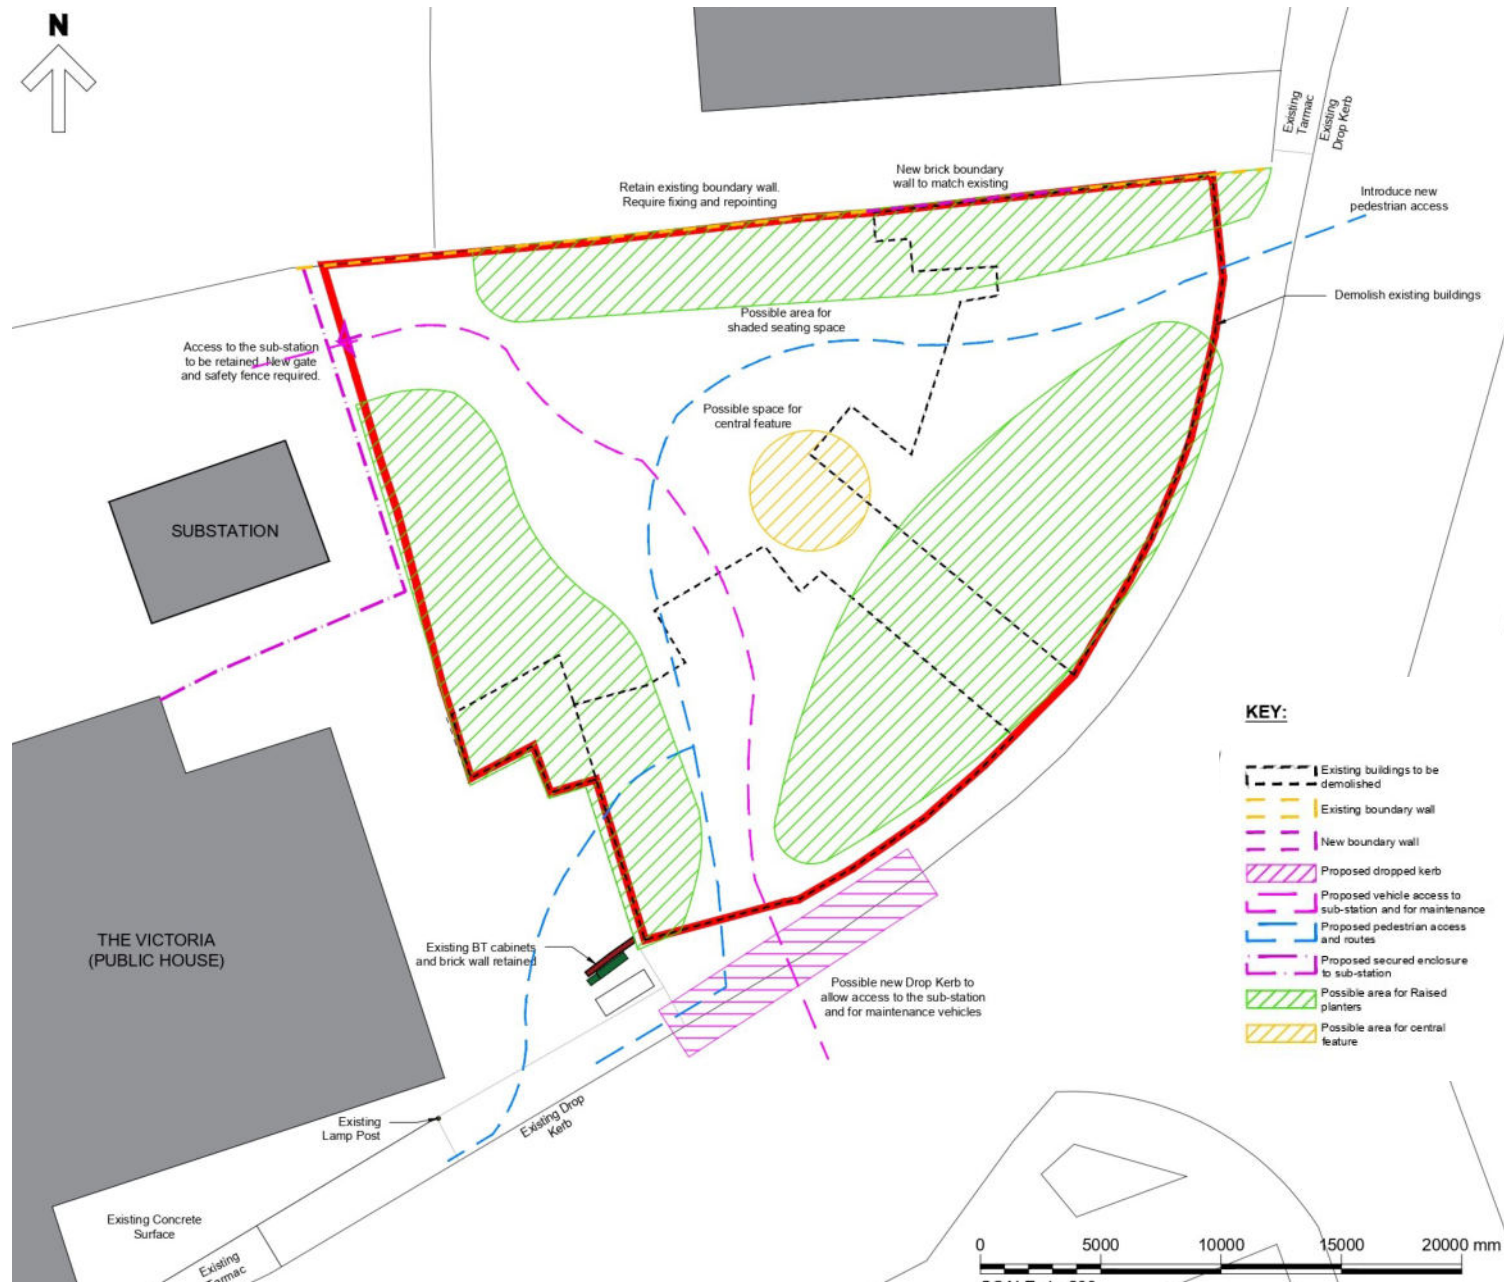 N
Existing
Tarmac
Existing
Drop Kerb
New brick boundary
wall to match existing
Retain existing boundary wall.
Require fixing and repointing
Introduce new
pedestrian access
Demolish existing buildings
Possible area for
shaded seating space
Access to the sub-station
to be retained. New gate
and safety fence required.
Possible space for
central feature
SUBSTATION
KEY:
Existing buildings to be
demolished
Existing boundary wall
New boundary wall
Proposed dropped kerb
Proposed vehicle access to
sub-station and for maintenance
Proposed pedestrian access
and routes
Proposed secured enclosure
to sub-station
Possible area for Raised
planters
Possible area for central
feature
THE VICTORIA
(PUBLIC HOUSE)
Existing BT cabinets
and brick wall retained
Possible new Drop Kerb to
allow access to the sub-station
and for maintenance vehicles
Existing
Lamp Post
Existing Drop
Kerb
Existing Concrete
Surface
Existing
Tarmac
0 5000 10000 15000 20000 mm